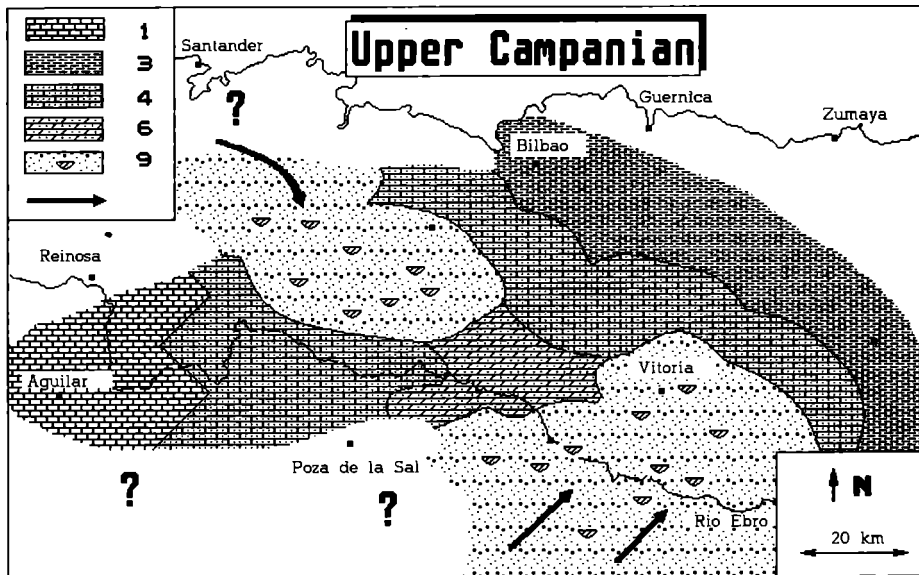 Upper Campanian
1
3
4
6
9
Santander
?
Guernica
Zumaya
Bilbao
Reinosa
Aguilar
Vitoria
Poza de la Sal
?
?
Rio Ebro
N
20 km